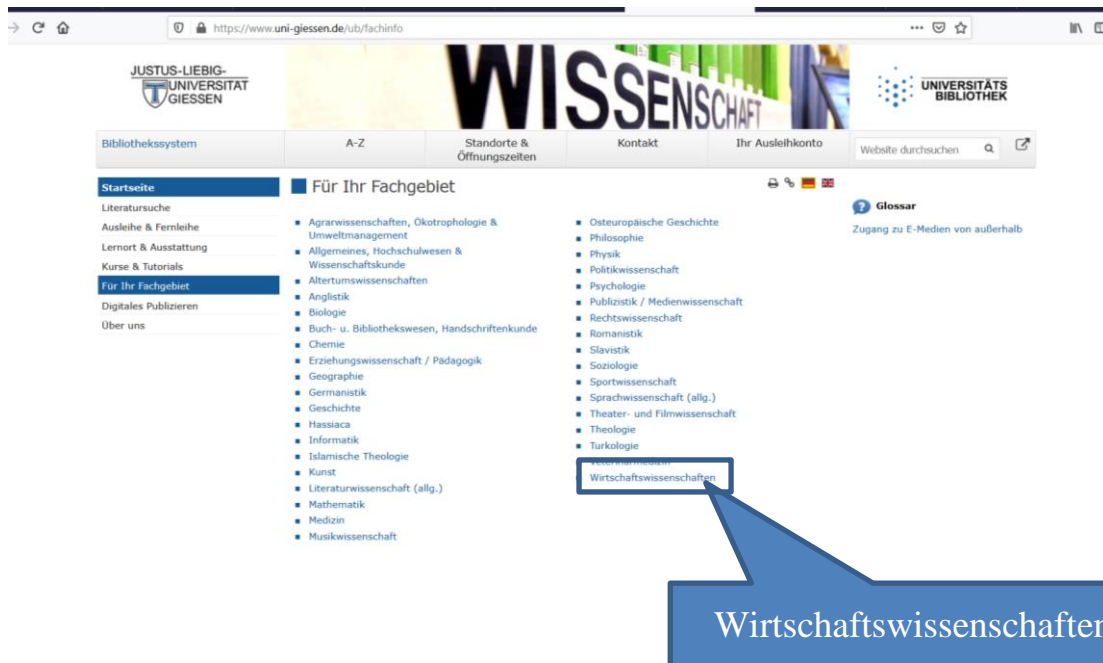 https://www.uni-giessen.de/ub/fachinfo
JUSTUS-LIEBIG-
UNIVERSITAT
GIESSEN
WISSENSCHAFT
UNIVERSITÄTS
BIBLIOTHEK
Bibliothekssystem
A-Z
Standorte &
Öffnungszeiten
Kontakt
Ihr Ausleihkonto
Website durchsuchen
Startseite
Literatursuche
Ausleihe & Fernleihe
Lernort & Ausstattung
Kurse & Tutorials
Für Ihr Fachgebiet
Digitales Publizieren
Über uns
Für Ihr Fachgebiet
Agrarwissenschaften, Ökotrophologie &
Umweltmanagement
Allgemeines, Hochschulwesen &
Wissenschaftskunde
Altertumswissenschaften
Anglistik
Biologie
Buch- u. Bibliothekswesen, Handschriftenkunde
Chemie
Erziehungswissenschaft / Pädagogik
Geographie
Germanistik
Geschichte
Hassiaca
Informatik
Islamische Theologie
Kunst
Literaturwissenschaft (allg.)
Mathematik
Medizin
Musikwissenschaft
Osteuropäische Geschichte
Philosophie
Physik
Politikwissenschaft
Psychologie
Publizistik / Medienwissenschaft
Rechtswissenschaft
Romanistik
Slavistik
Soziologie
Sportwissenschaft
Sprachwissenschaft (allg.)
Theater- und Filmwissenschaft
Theologie
Turkologie
Veterinärmedizin
Wirtschaftswissenschaften
Glossar
Zugang zu E-Medien von außerhalb
Wirtschaftswissenschaften